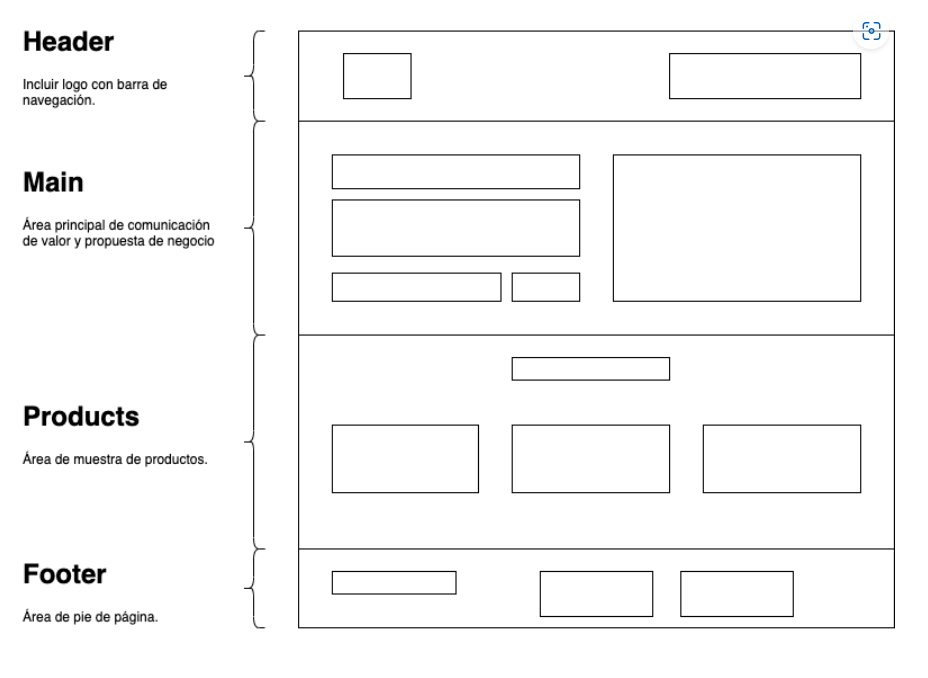 Header
Incluir logo con barra de
navegación.
Main
Área principal de comunicación
de valor y propuesta de negocio
Products
Área de muestra de productos.
Footer
Área de pie de página.